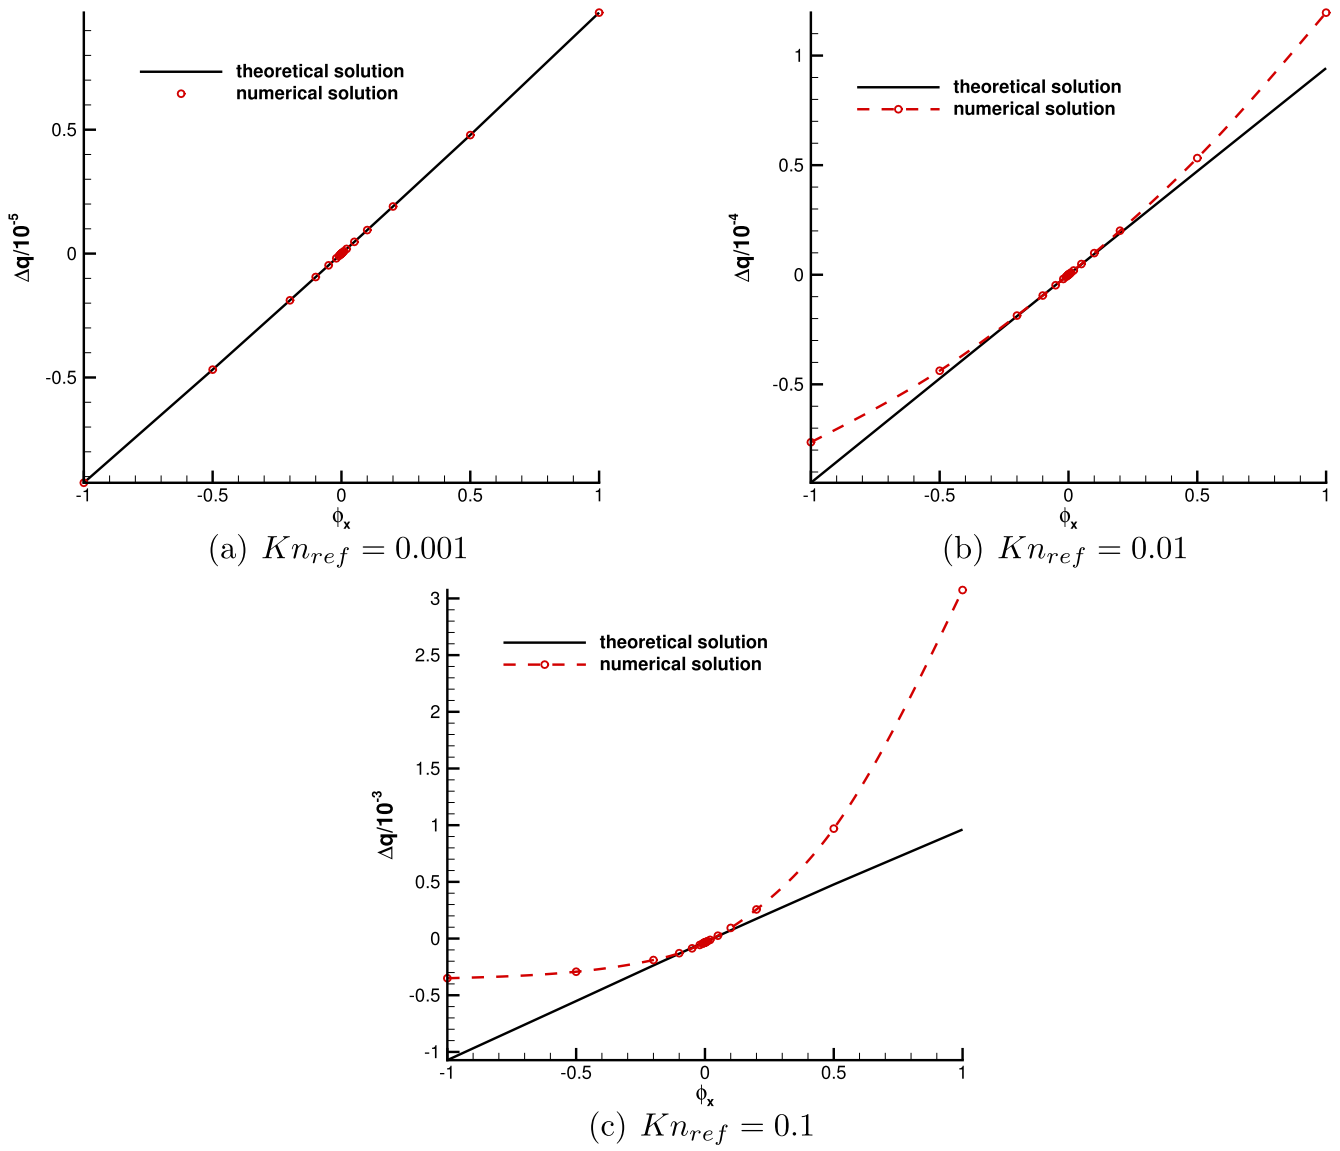 theoretical solution
numerical solution
0.5
0
-0.5
Δq/10⁻⁵
-1 -0.5 0 0.5 1
ϕₓ
(a) Kn_ref = 0.001
theoretical solution
numerical solution
1
0.5
0
-0.5
Δq/10⁻⁴
-1 -0.5 0 0.5 1
ϕₓ
(b) Kn_ref = 0.01
theoretical solution
numerical solution
3
2.5
2
1.5
1
0.5
0
-0.5
-1
Δq/10⁻³
-1 -0.5 0 0.5 1
ϕₓ
(c) Kn_ref = 0.1